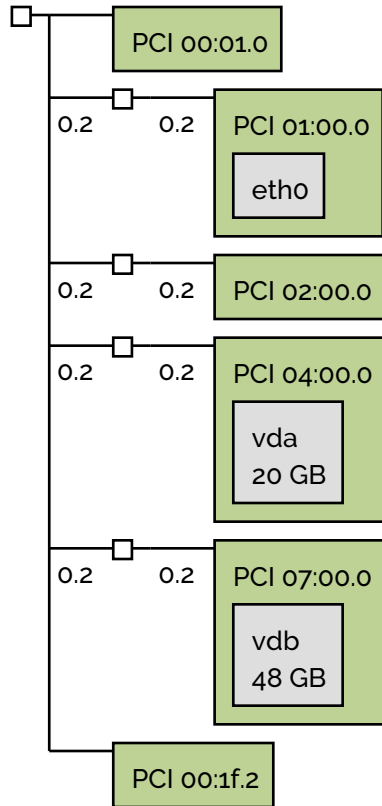 PCI 00:01.0
0.2 0.2 PCI 01:00.0
eth0
0.2 0.2 PCI 02:00.0
0.2 0.2 PCI 04:00.0
vda
20 GB
0.2 0.2 PCI 07:00.0
vdb
48 GB
PCI 00:1f.2